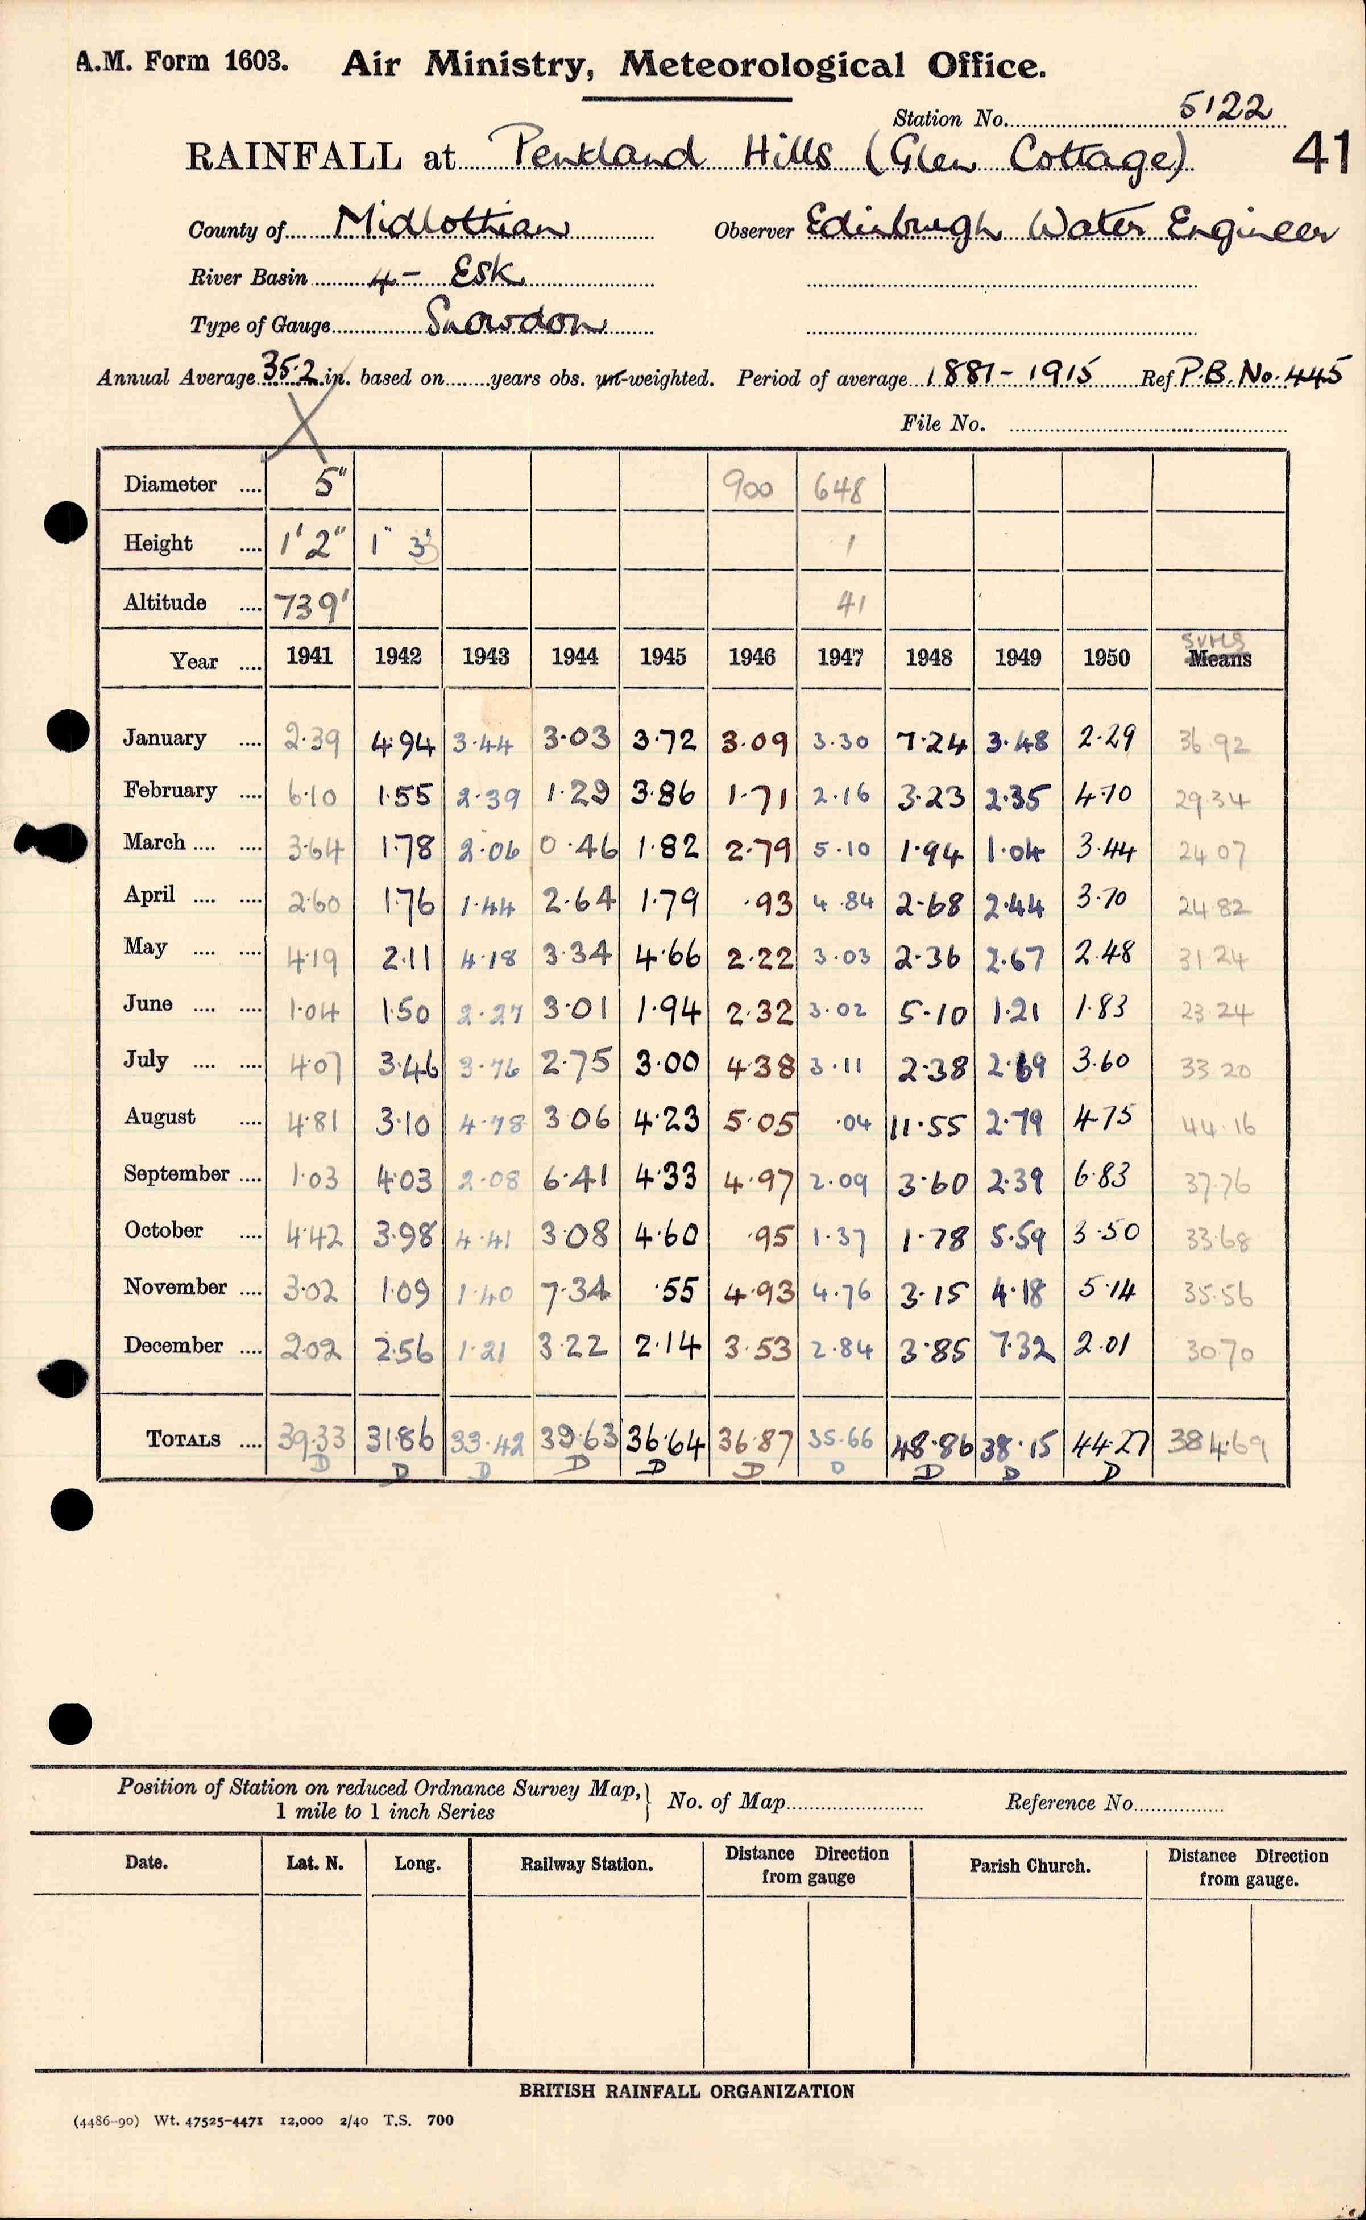 A.M. Form 1603. Air Ministry, Meteorological Office.
Station No. 5122
RAINFALL at Pentland Hills (Glen Cottage) 41
County of Midlothian Observer Edinburgh Water Engineer
River Basin 4 - Esk
Type of Gauge Snowdon
Annual Average 35.2 in. based on ........ years obs. un-weighted. Period of average 1881 - 1915 Ref P.B. No. 445
File No.
Diameter .... 5" 900 648
Height .... 1' 2" 1" 3' 1
Altitude .... 739' 41
Year .... 1941 1942 1943 1944 1945 1946 1947 1948 1949 1950 SUMS Means
January .... 2.39 4.94 3.44 3.03 3.72 3.09 3.30 7.24 3.48 2.29 36.92
February .... 6.10 1.55 2.39 1.29 3.86 1.71 2.16 3.23 2.35 4.70 29.34
March .... .... 3.64 1.78 2.06 0.46 1.82 2.79 5.10 1.94 1.04 3.44 24.07
April .... .... 2.60 1.76 1.44 2.64 1.79 .93 4.84 2.68 2.44 3.70 24.82
May .... .... 4.19 2.11 4.18 3.34 4.66 2.22 3.03 2.36 2.67 2.48 31.24
June .... .... 1.04 1.50 2.27 3.01 1.94 2.32 3.02 5.10 1.21 1.83 23.24
July .... .... 4.07 3.46 3.76 2.75 3.00 4.38 3.11 2.38 2.69 3.60 33.20
August .... 4.81 3.10 4.78 3.06 4.23 5.05 .04 11.55 2.79 4.75 44.16
September .... 1.03 4.03 2.08 6.41 4.33 4.97 2.09 3.60 2.39 6.83 37.76
October .... 4.42 3.98 4.41 3.08 4.60 .95 1.37 1.78 5.59 3.50 33.68
November .... 3.02 1.09 1.40 7.34 .55 4.93 4.76 3.15 4.18 5.14 35.56
December .... 2.02 2.56 1.21 3.22 2.14 3.53 2.84 3.85 7.32 2.01 30.70
TOTALS .... 39.33 31.86 33.42 39.63 36.64 36.87 35.66 48.86 38.15 44.27 384.69
D D D D D D D D D D
Position of Station on reduced Ordnance Survey Map, 1 mile to 1 inch Series } No. of Map Reference No.
Date. Lat. N. Long. Railway Station. Distance Direction from gauge Parish Church. Distance Direction from gauge.
BRITISH RAINFALL ORGANIZATION
(4486-90) Wt. 47525-4471 12,000 2/40 T.S. 700